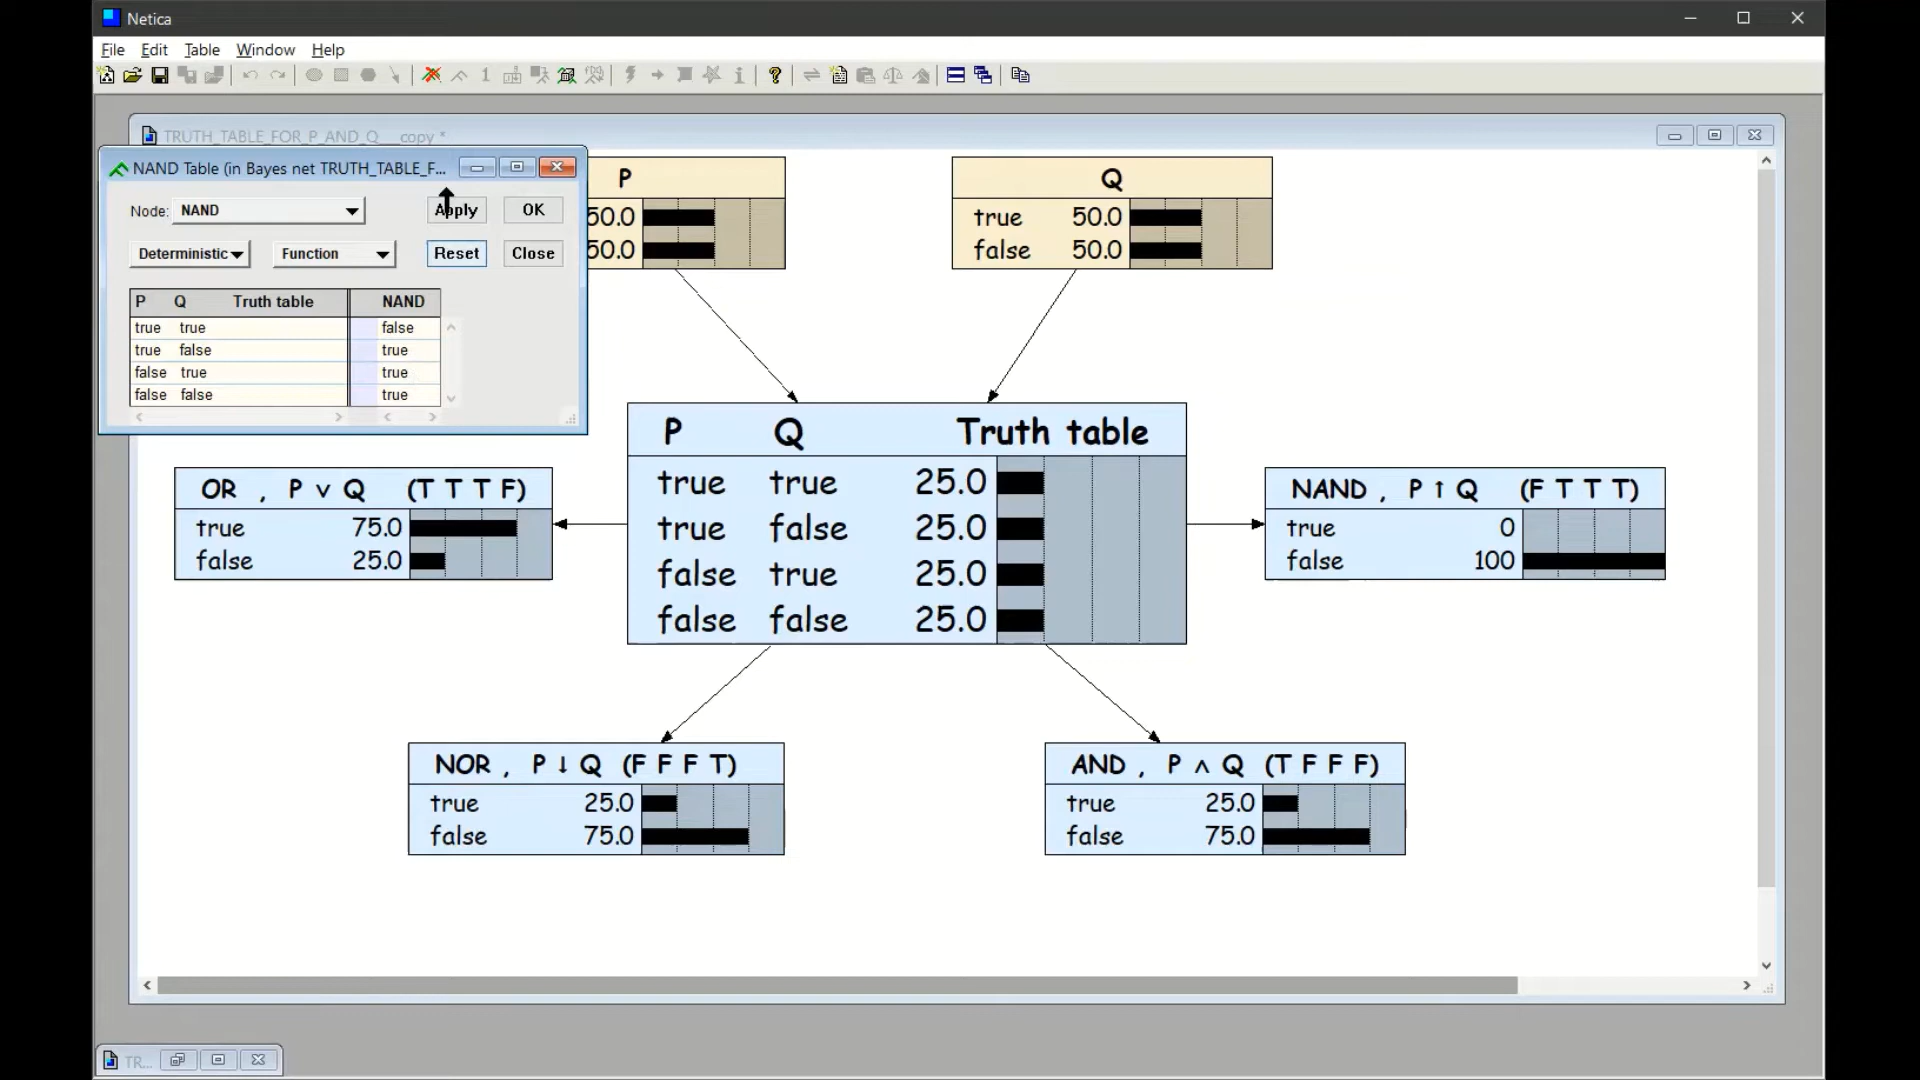 Netica
File Edit Table Window Help
TRUTH_TABLE_FOR_P_AND_Q__copy *
NAND Table (in Bayes net TRUTH_TABLE_F...
Node: NAND Apply OK
Deterministic Function Reset Close
P Q Truth table NAND
true true false
true false true
false true true
false false true
P
50.0
50.0
Q
true 50.0
false 50.0
P Q Truth table
true true 25.0
true false 25.0
false true 25.0
false false 25.0
OR , P ∨ Q (T T T F)
true 75.0
false 25.0
NAND , P ↑ Q (F T T T)
true 0
false 100
NOR , P ↓ Q (F F F T)
true 25.0
false 75.0
AND , P ∧ Q (T F F F)
true 25.0
false 75.0
TR...